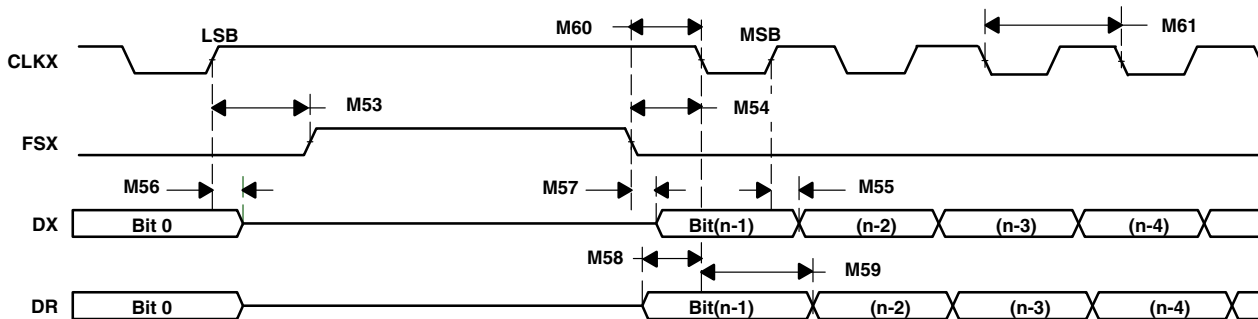 LSB M60 MSB M61
CLKX
M53 M54
FSX
M56 M57 M55
DX Bit 0 Bit(n-1) (n-2) (n-3) (n-4)
M58 M59
DR Bit 0 Bit(n-1) (n-2) (n-3) (n-4)